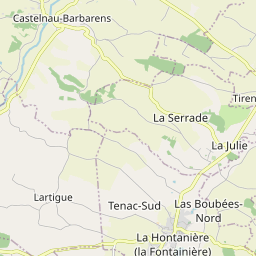 Castelnau-Barbarens
Tiren
La Serrade
La Julie
Lartigue
Tenac-Sud
Las Boubées-
Nord
La Hontanière
(la Fontainière)